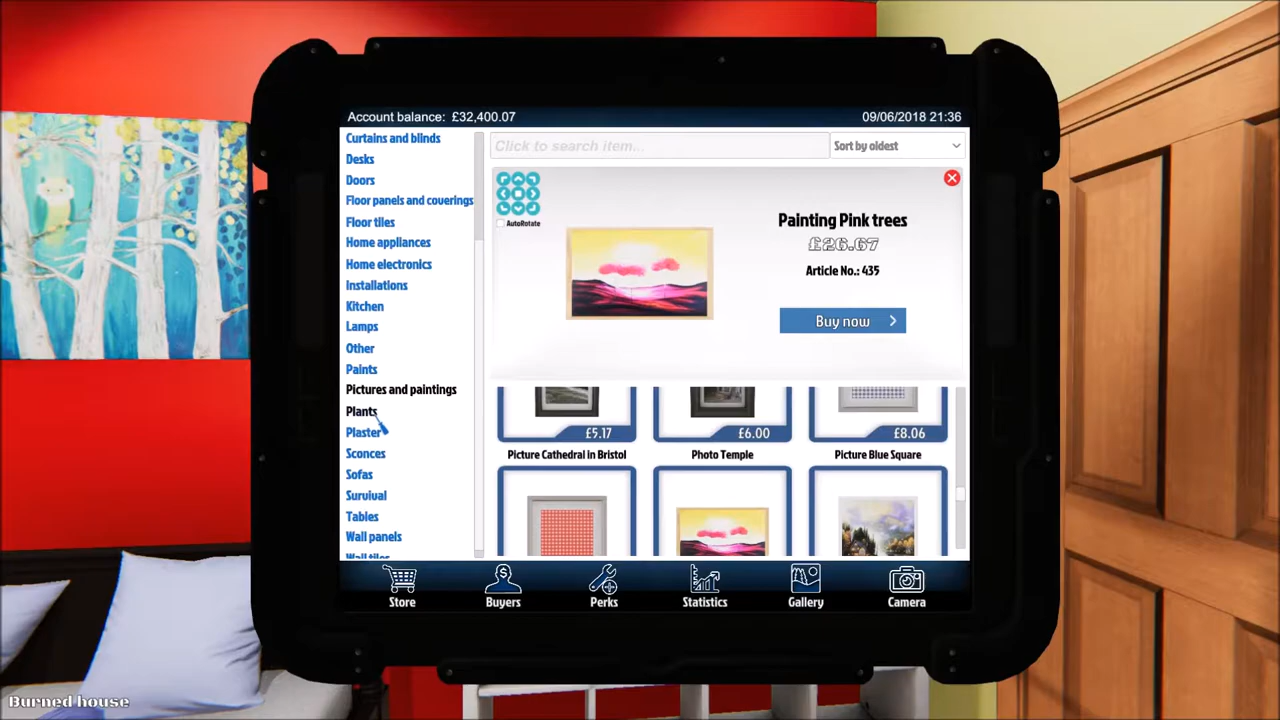 Account balance: £32,400.07
09/06/2018 21:36
Curtains and blinds
Desks
Doors
Floor panels and coverings
Floor tiles
Home appliances
Home electronics
Installations
Kitchen
Lamps
Other
Paints
Pictures and paintings
Plants
Plaster
Sconces
Sofas
Survival
Tables
Wall panels
Wall tiles
Click to search item...
Sort by oldest
AutoRotate
Painting Pink trees
£26.67
Article No.: 435
Buy now
£5.17
£6.00
£8.06
Picture Cathedral in Bristol
Photo Temple
Picture Blue Square
Store
Buyers
Perks
Statistics
Gallery
Camera
Burned house